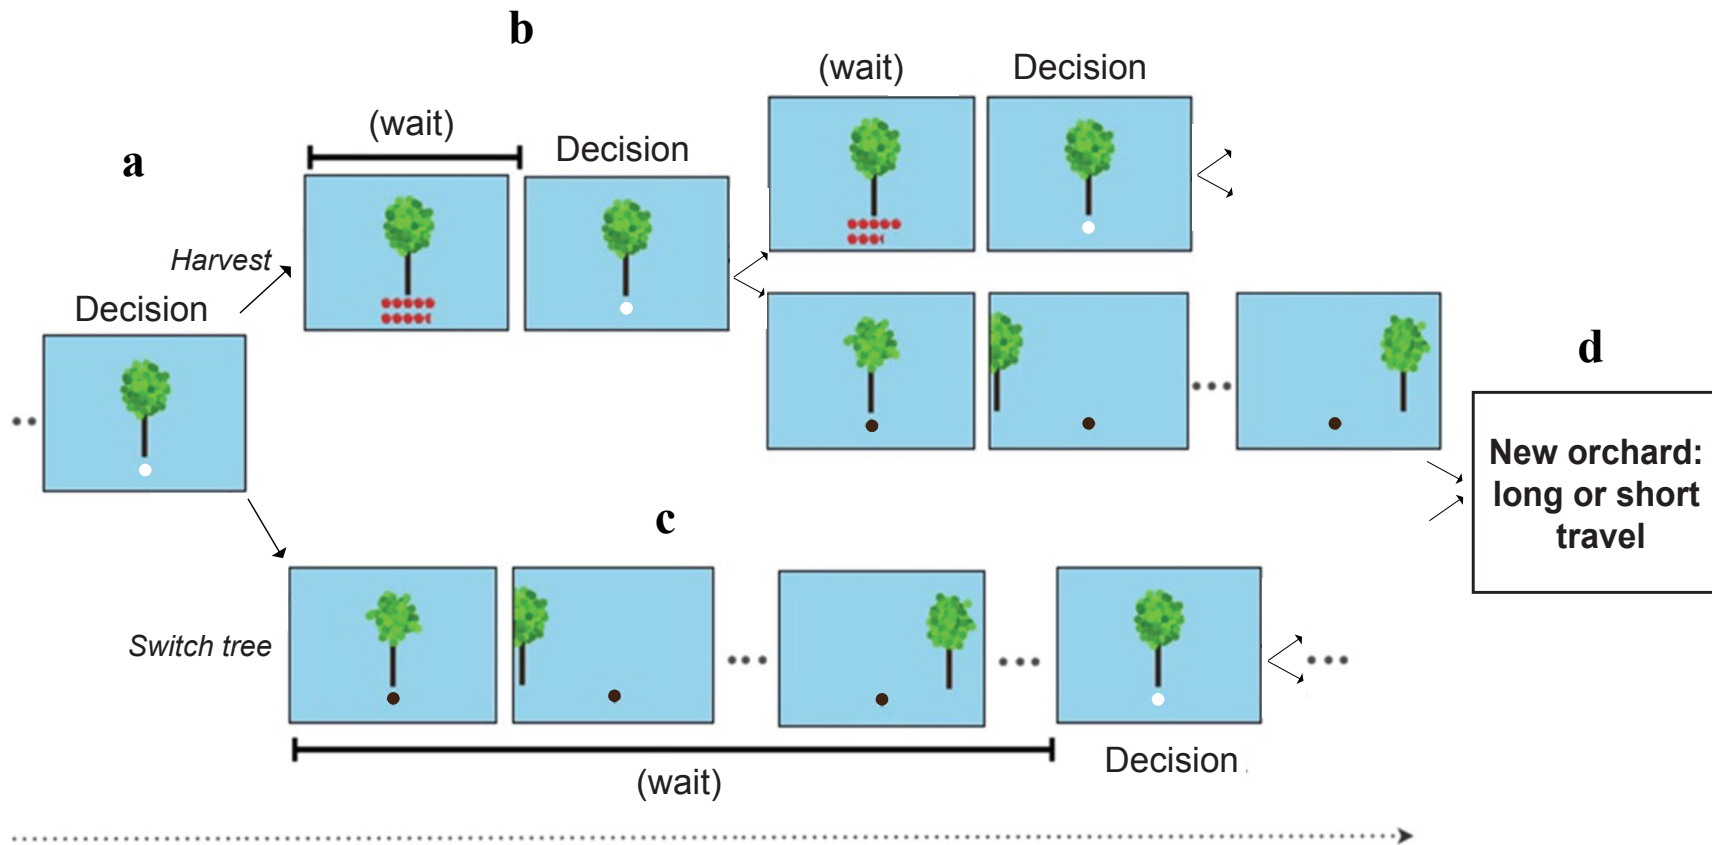 b
(wait)
Decision
(wait)
Decision
a
Harvest
Decision
d
New orchard:
long or short
travel
c
Switch tree
(wait)
Decision